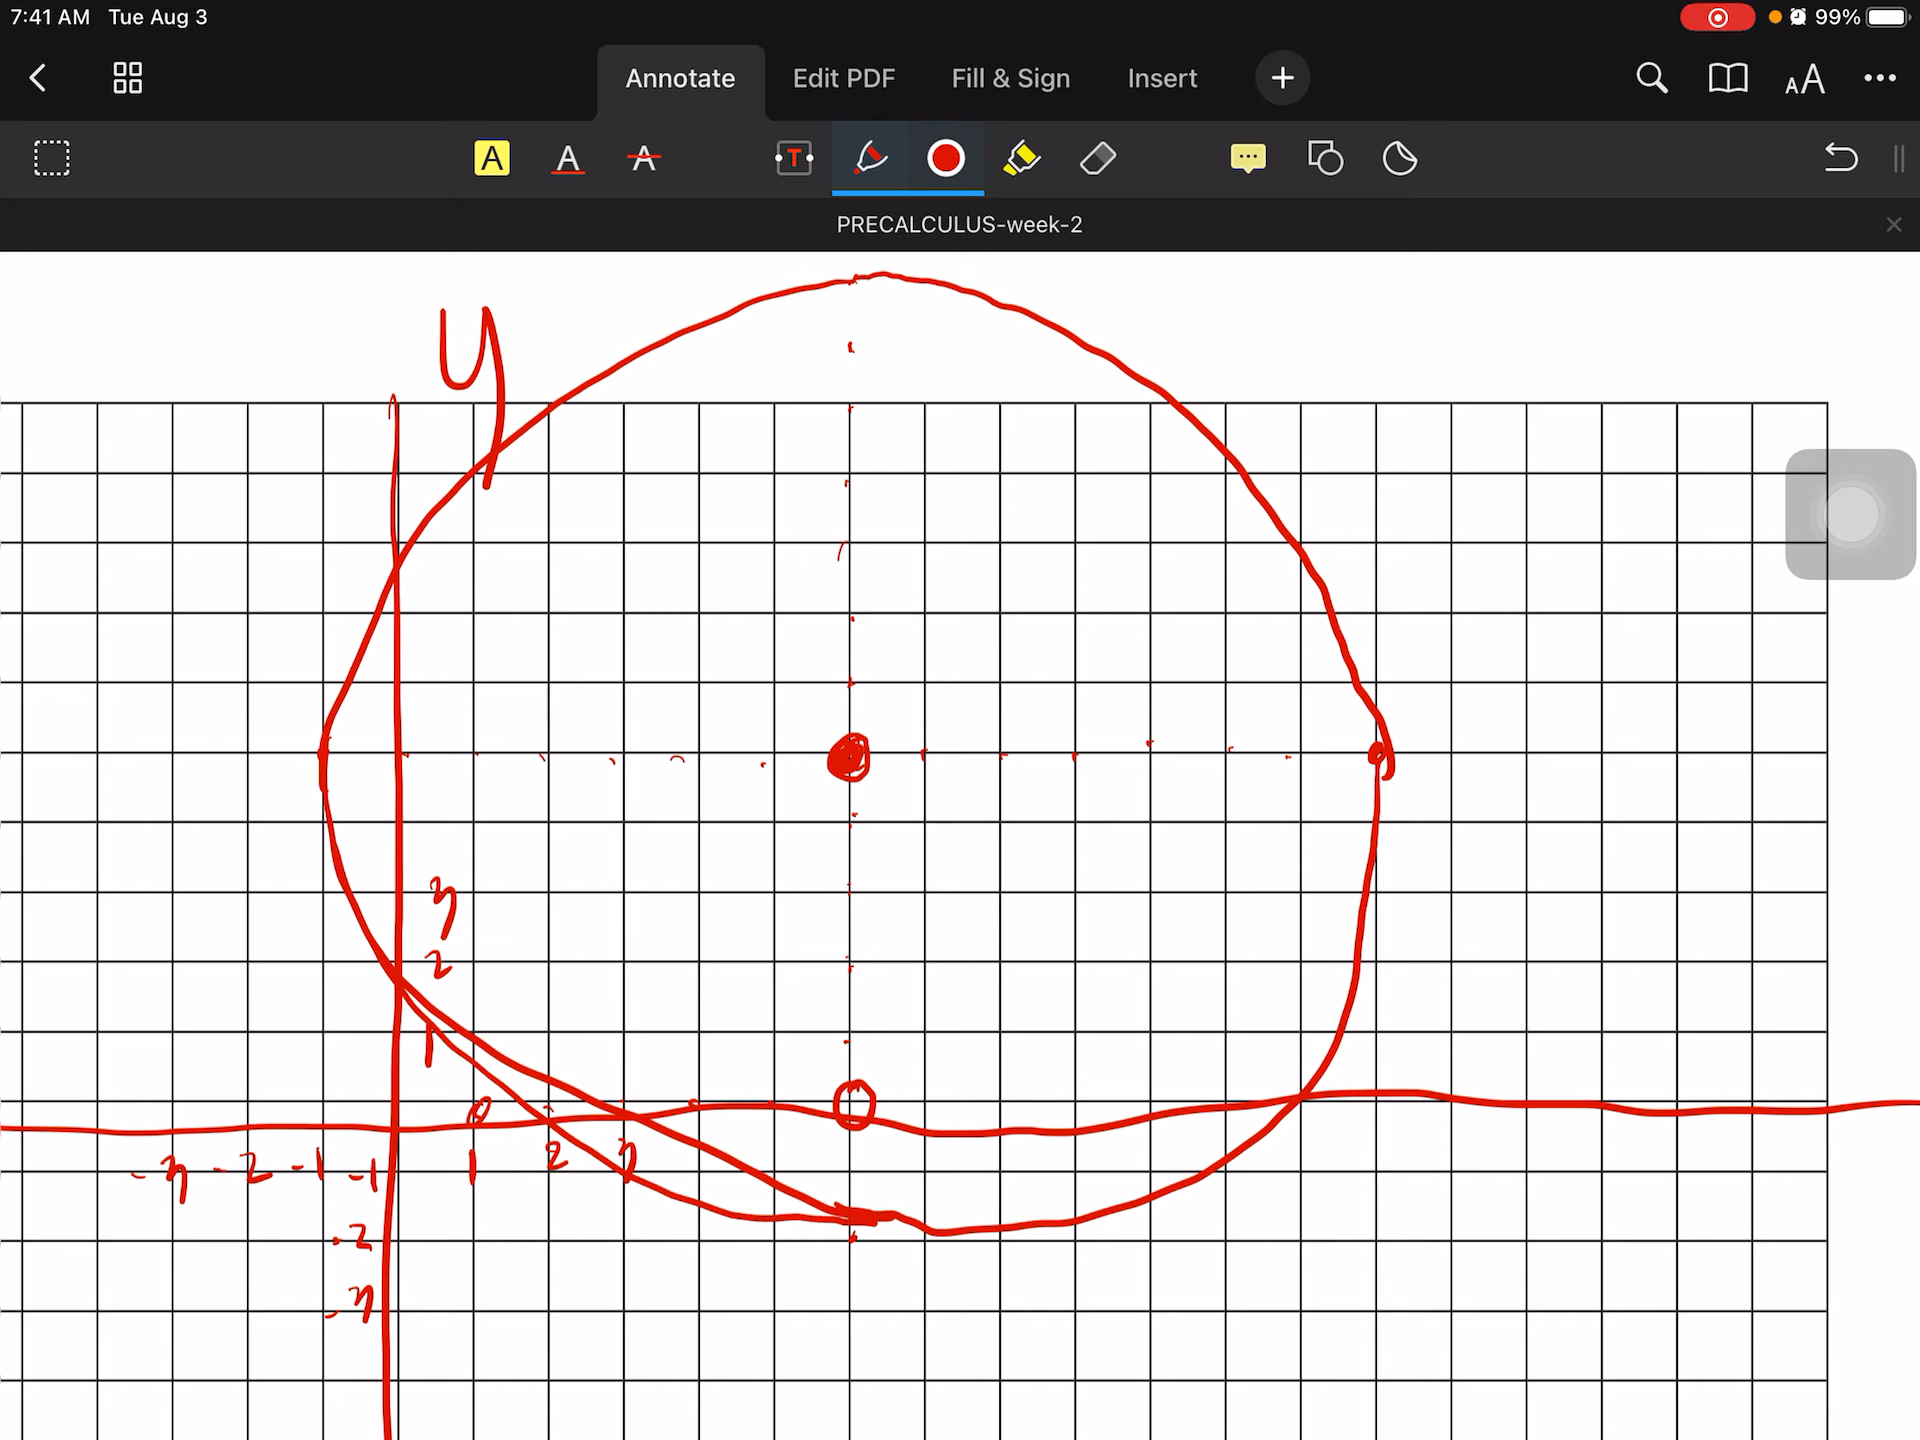 7:41 AM Tue Aug 3
99%
Annotate Edit PDF Fill & Sign Insert +
AA
A A A T
PRECALCULUS-week-2
y
3
2
1
0
-3 -2 -1 -1 1 2 3
-2
-3